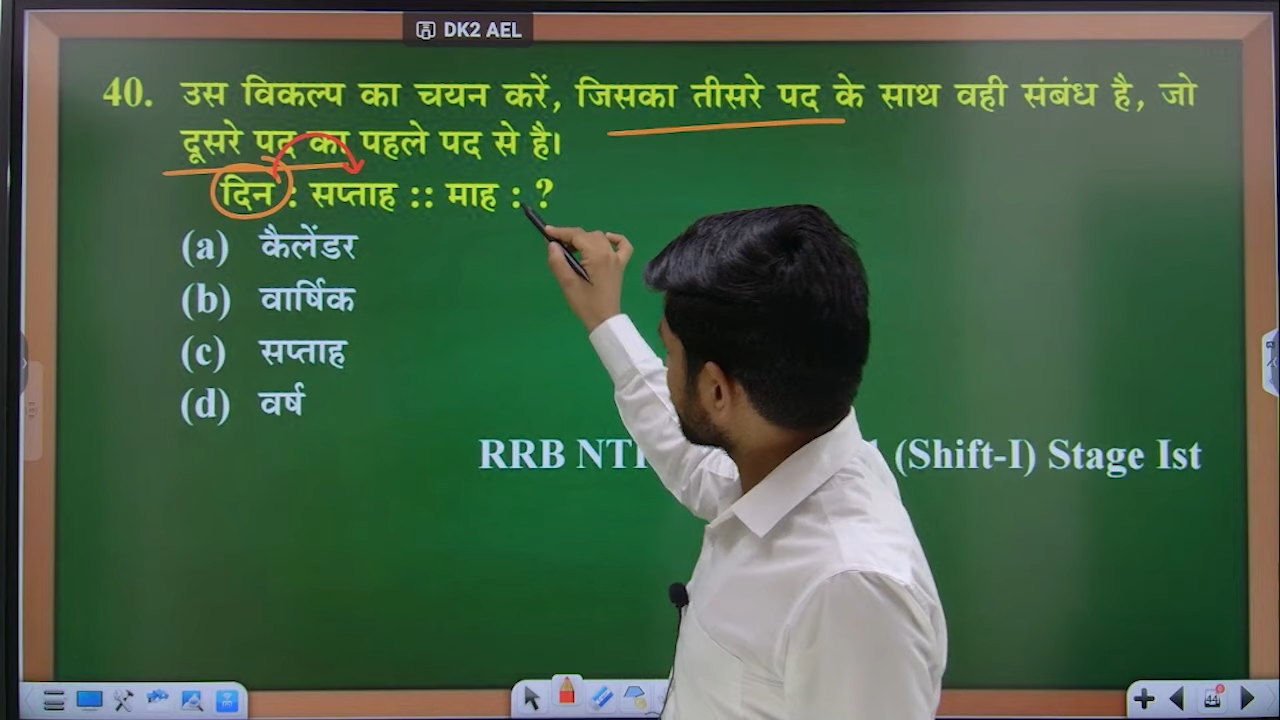 DK2 AEL
40. उस विकल्प का चयन करें, जिसका तीसरे पद के साथ वही संबंध है, जो
दूसरे पद का पहले पद से है।
दिन : सप्ताह :: माह : ?
(a) कैलेंडर
(b) वार्षिक
(c) सप्ताह
(d) वर्ष
RRB (Shift-I) Stage Ist